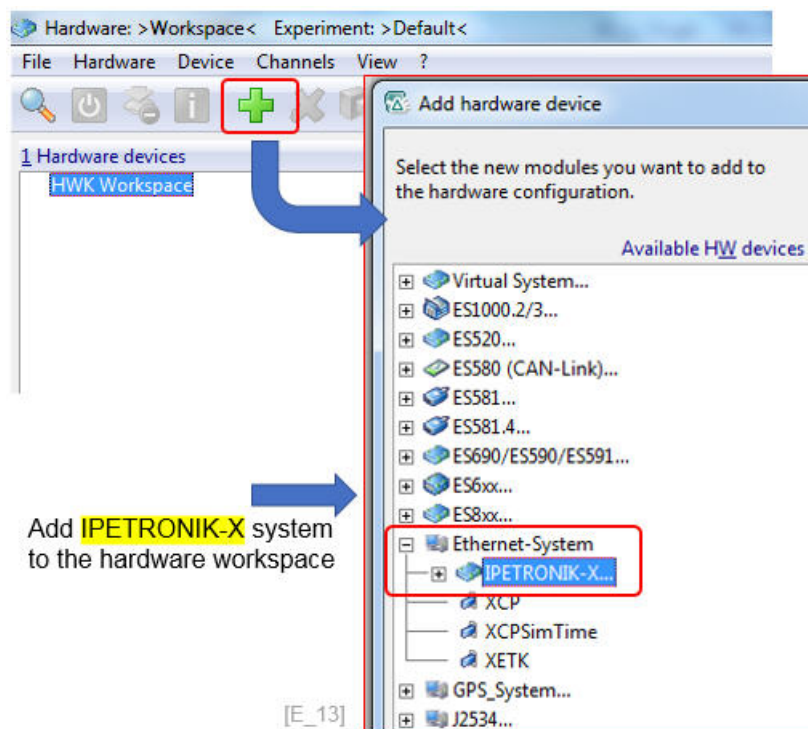 Hardware: >Workspace<   Experiment: >Default<
File   Hardware   Device   Channels   View   ?
1 Hardware devices
HWK Workspace
Add hardware device
Select the new modules you want to add to
the hardware configuration.
Available HW devices
Virtual System...
ES1000.2/3...
ES520...
ES580 (CAN-Link)...
ES581...
ES581.4...
ES690/ES590/ES591...
ES6xx...
ES8xx...
Ethernet-System
IPETRONIK-X...
XCP
XCPSimTime
XETK
GPS_System...
J2534...
Add IPETRONIK-X system
to the hardware workspace
[E_13]